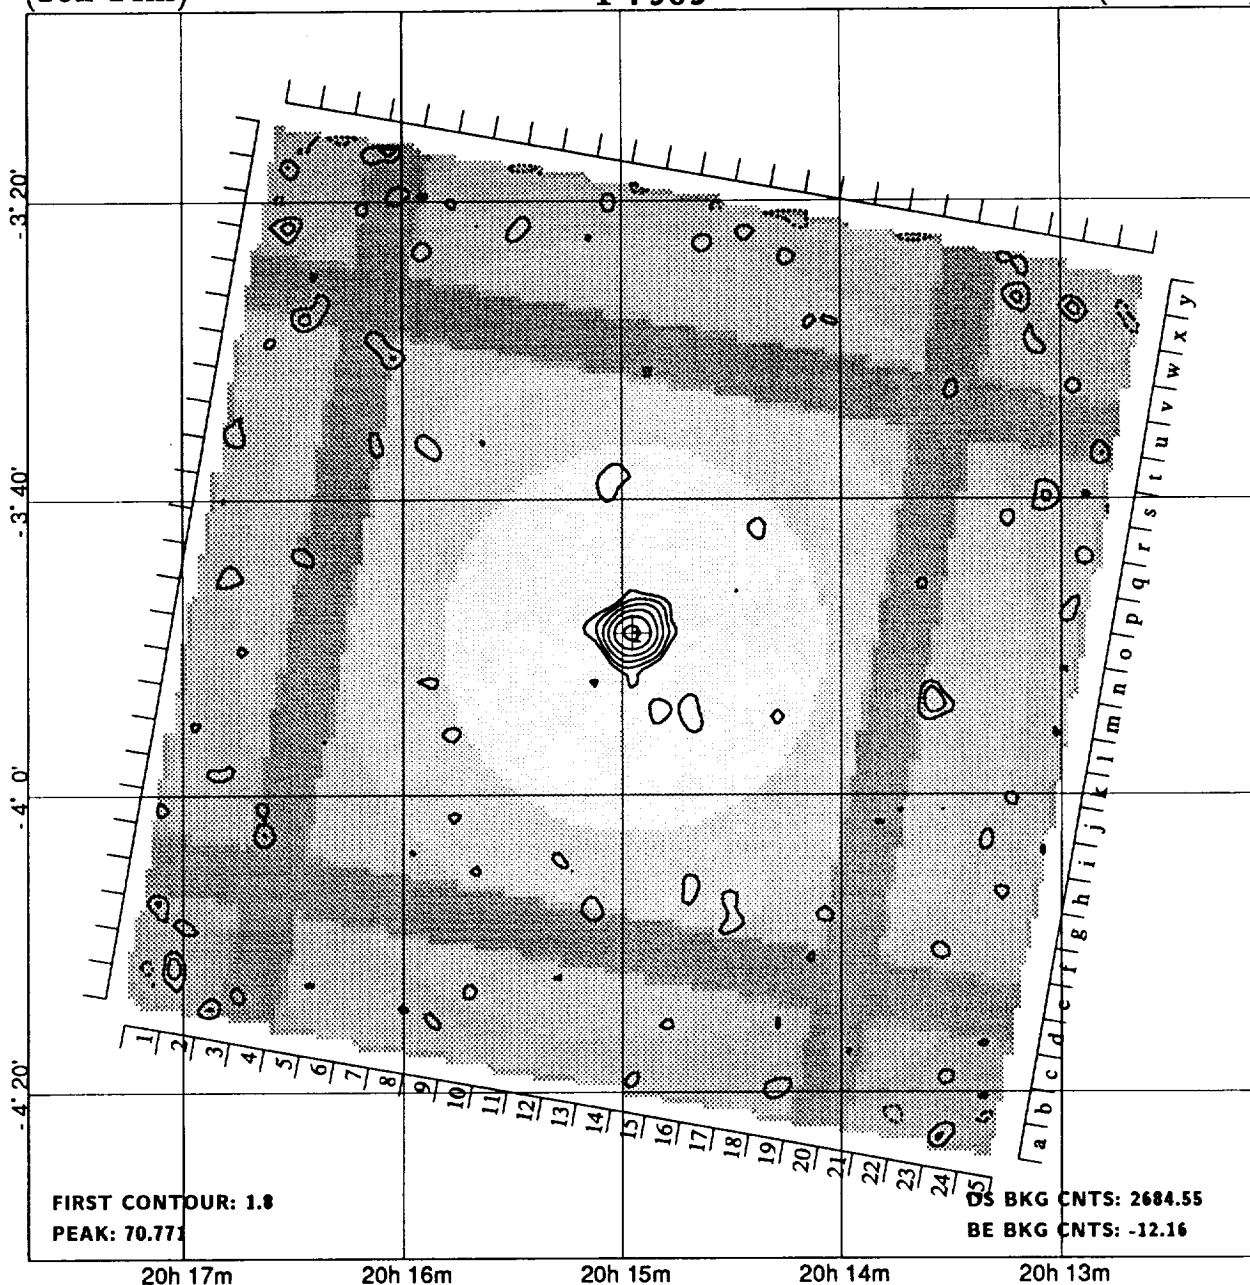 - 3° 20'
- 3° 40'
- 4° 0'
- 4° 20'
y
x
w
v
u
t
s
r
q
p
o
n
m
l
k
j
i
h
g
f
e
d
c
b
a
1 2 3 4 5 6 7 8 9 10 11 12 13 14 15 16 17 18 19 20 21 22 23 24 25
FIRST CONTOUR: 1.8
PEAK: 70.771
DS BKG CNTS: 2684.55
BE BKG CNTS: -12.16
20h 17m 20h 16m 20h 15m 20h 14m 20h 13m